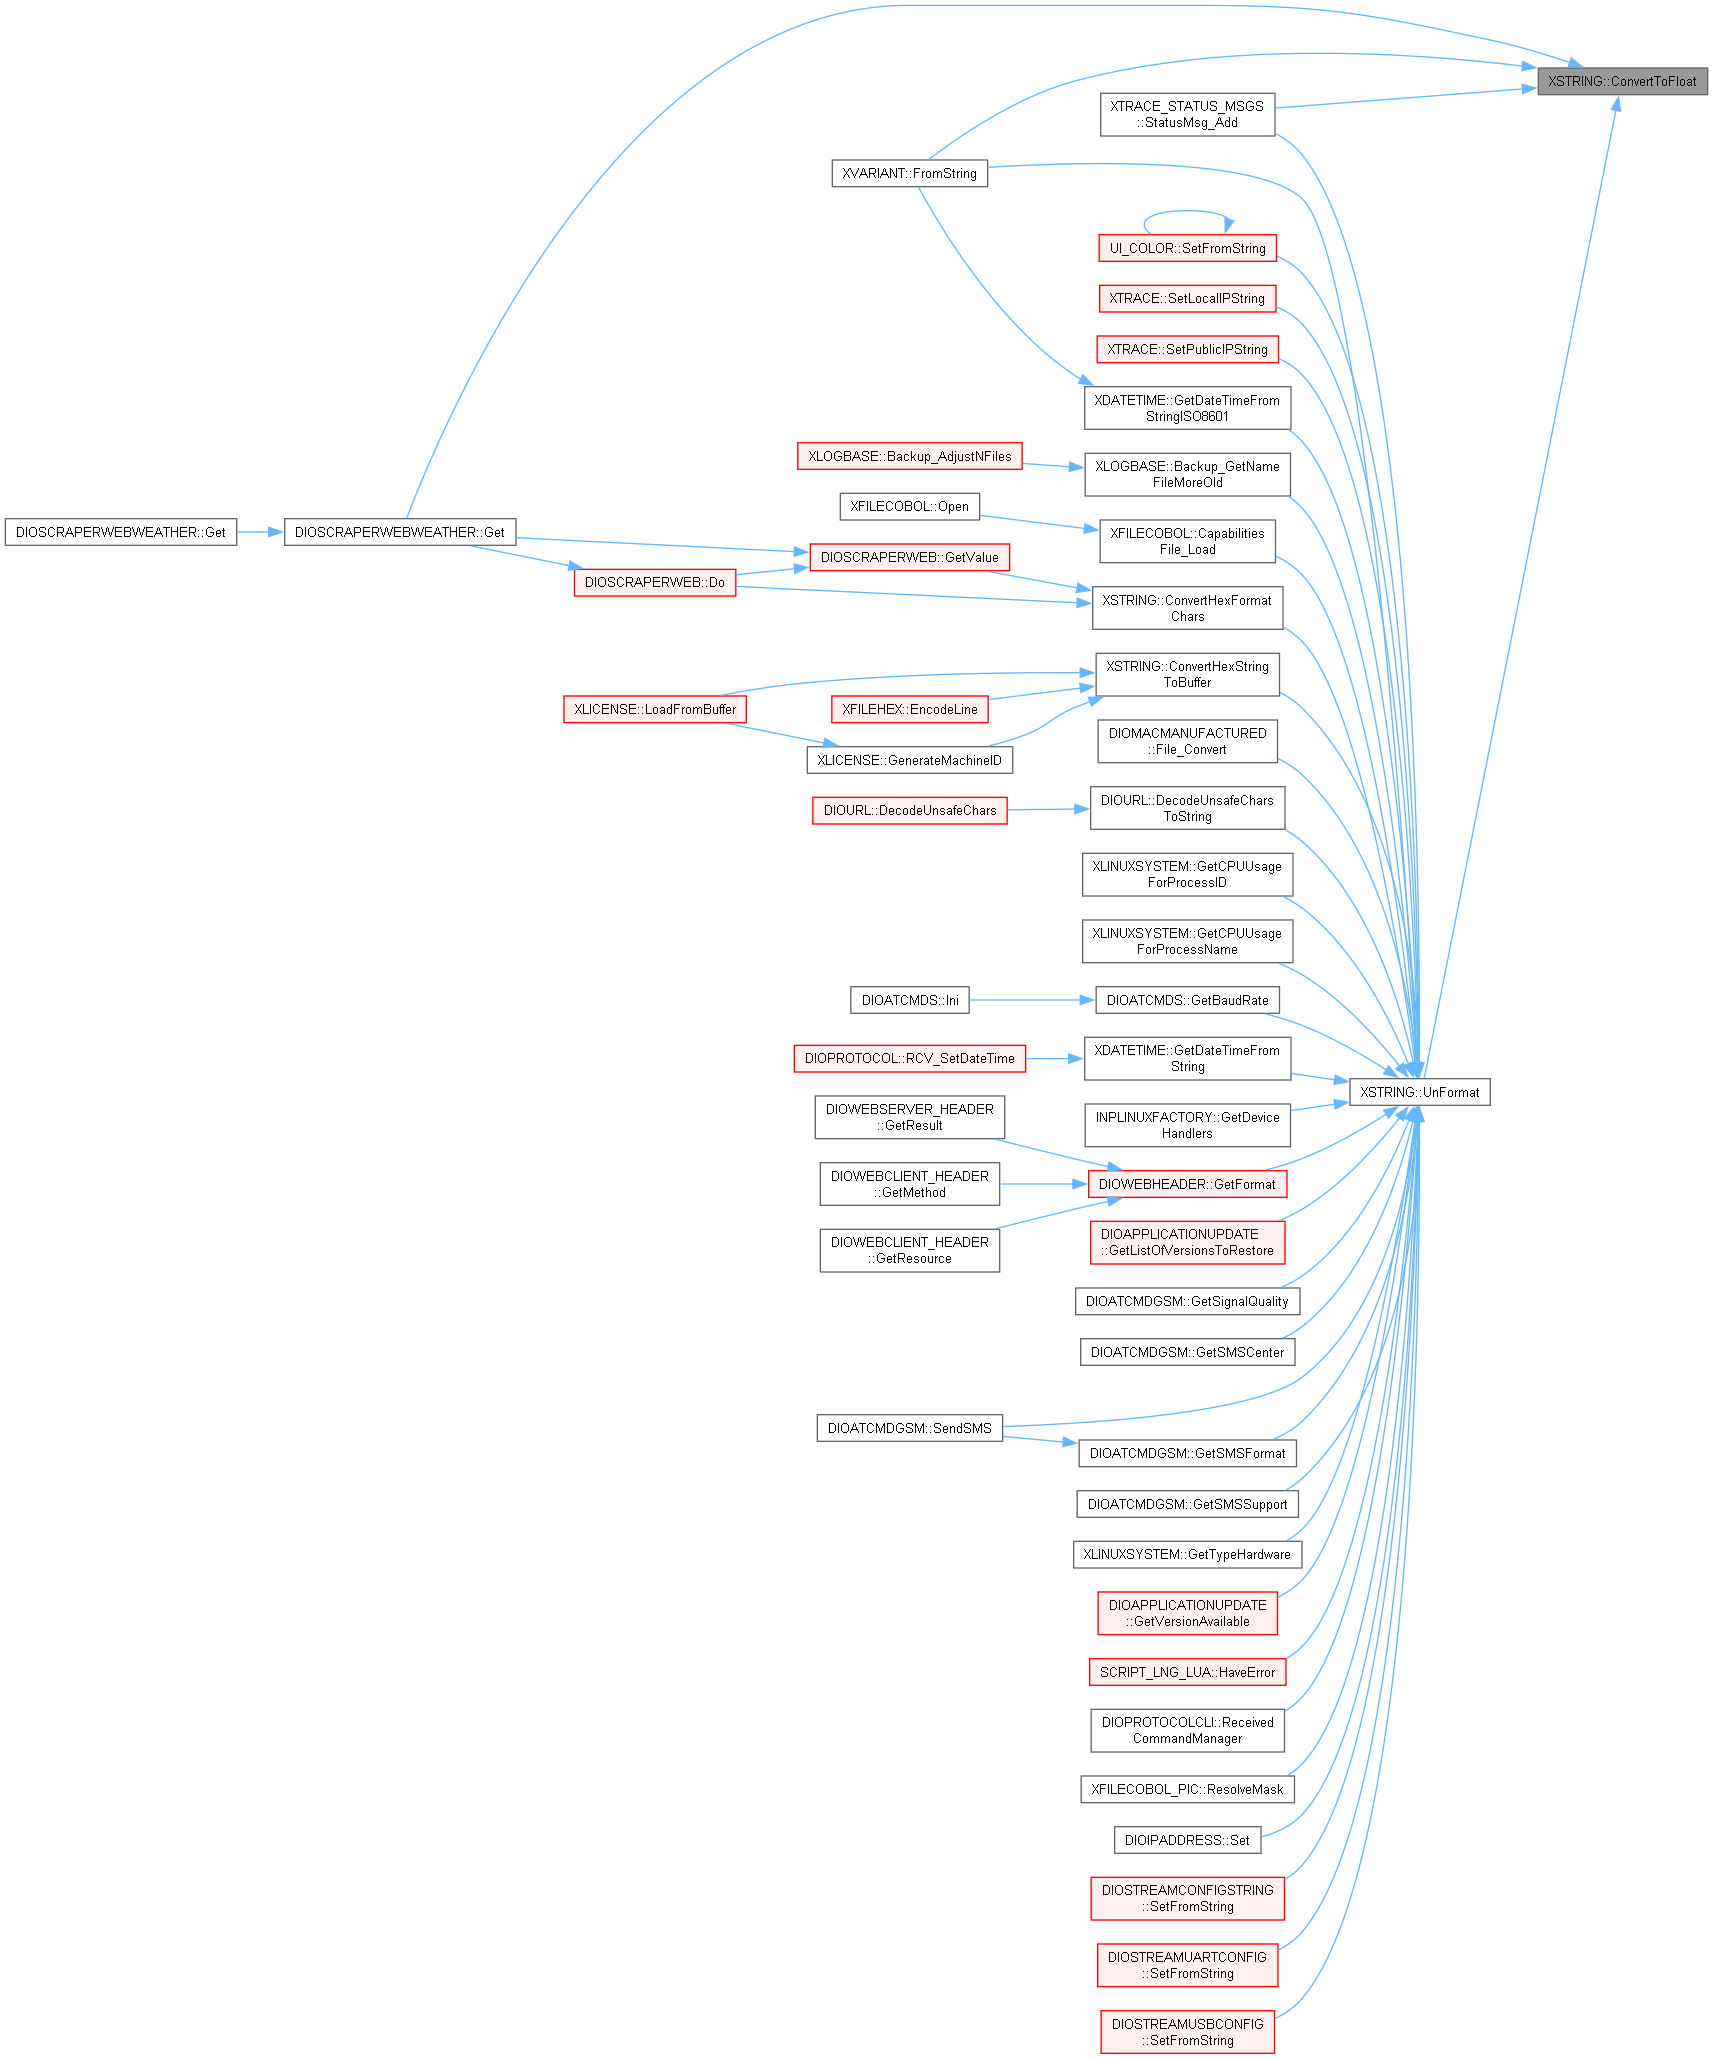 XSTRING::ConvertToFloat
XTRACE_STATUS_MSGS
::StatusMsg_Add
XVARIANT::FromString
UI_COLOR::SetFromString
XTRACE::SetLocalIPString
XTRACE::SetPublicIPString
XDATETIME::GetDateTimeFrom
StringISO8601
XLOGBASE::Backup_AdjustNFiles
XLOGBASE::Backup_GetName
FileMoreOld
XFILECOBOL::Open
XFILECOBOL::Capabilities
File_Load
DIOSCRAPERWEBWEATHER::Get
DIOSCRAPERWEBWEATHER::Get
DIOSCRAPERWEB::GetValue
DIOSCRAPERWEB::Do
XSTRING::ConvertHexFormat
Chars
XSTRING::ConvertHexString
ToBuffer
XLICENSE::LoadFromBuffer
XFILEHEX::EncodeLine
XLICENSE::GenerateMachineID
DIOMACMANUFACTURED
::File_Convert
DIOURL::DecodeUnsafeChars
DIOURL::DecodeUnsafeChars
ToString
XLINUXSYSTEM::GetCPUUsage
ForProcessID
XLINUXSYSTEM::GetCPUUsage
ForProcessName
DIOATCMDS::Ini
DIOATCMDS::GetBaudRate
DIOPROTOCOL::RCV_SetDateTime
XDATETIME::GetDateTimeFrom
String
XSTRING::UnFormat
DIOWEBSERVER_HEADER
::GetResult
INPLINUXFACTORY::GetDevice
Handlers
DIOWEBCLIENT_HEADER
::GetMethod
DIOWEBHEADER::GetFormat
DIOWEBCLIENT_HEADER
::GetResource
DIOAPPLICATIONUPDATE
::GetListOfVersionsToRestore
DIOATCMDGSM::GetSignalQuality
DIOATCMDGSM::GetSMSCenter
DIOATCMDGSM::SendSMS
DIOATCMDGSM::GetSMSFormat
DIOATCMDGSM::GetSMSSupport
XLINUXSYSTEM::GetTypeHardware
DIOAPPLICATIONUPDATE
::GetVersionAvailable
SCRIPT_LNG_LUA::HaveError
DIOPROTOCOLCLI::Received
CommandManager
XFILECOBOL_PIC::ResolveMask
DIOIPADDRESS::Set
DIOSTREAMCONFIGSTRING
::SetFromString
DIOSTREAMUARTCONFIG
::SetFromString
DIOSTREAMUSBCONFIG
::SetFromString